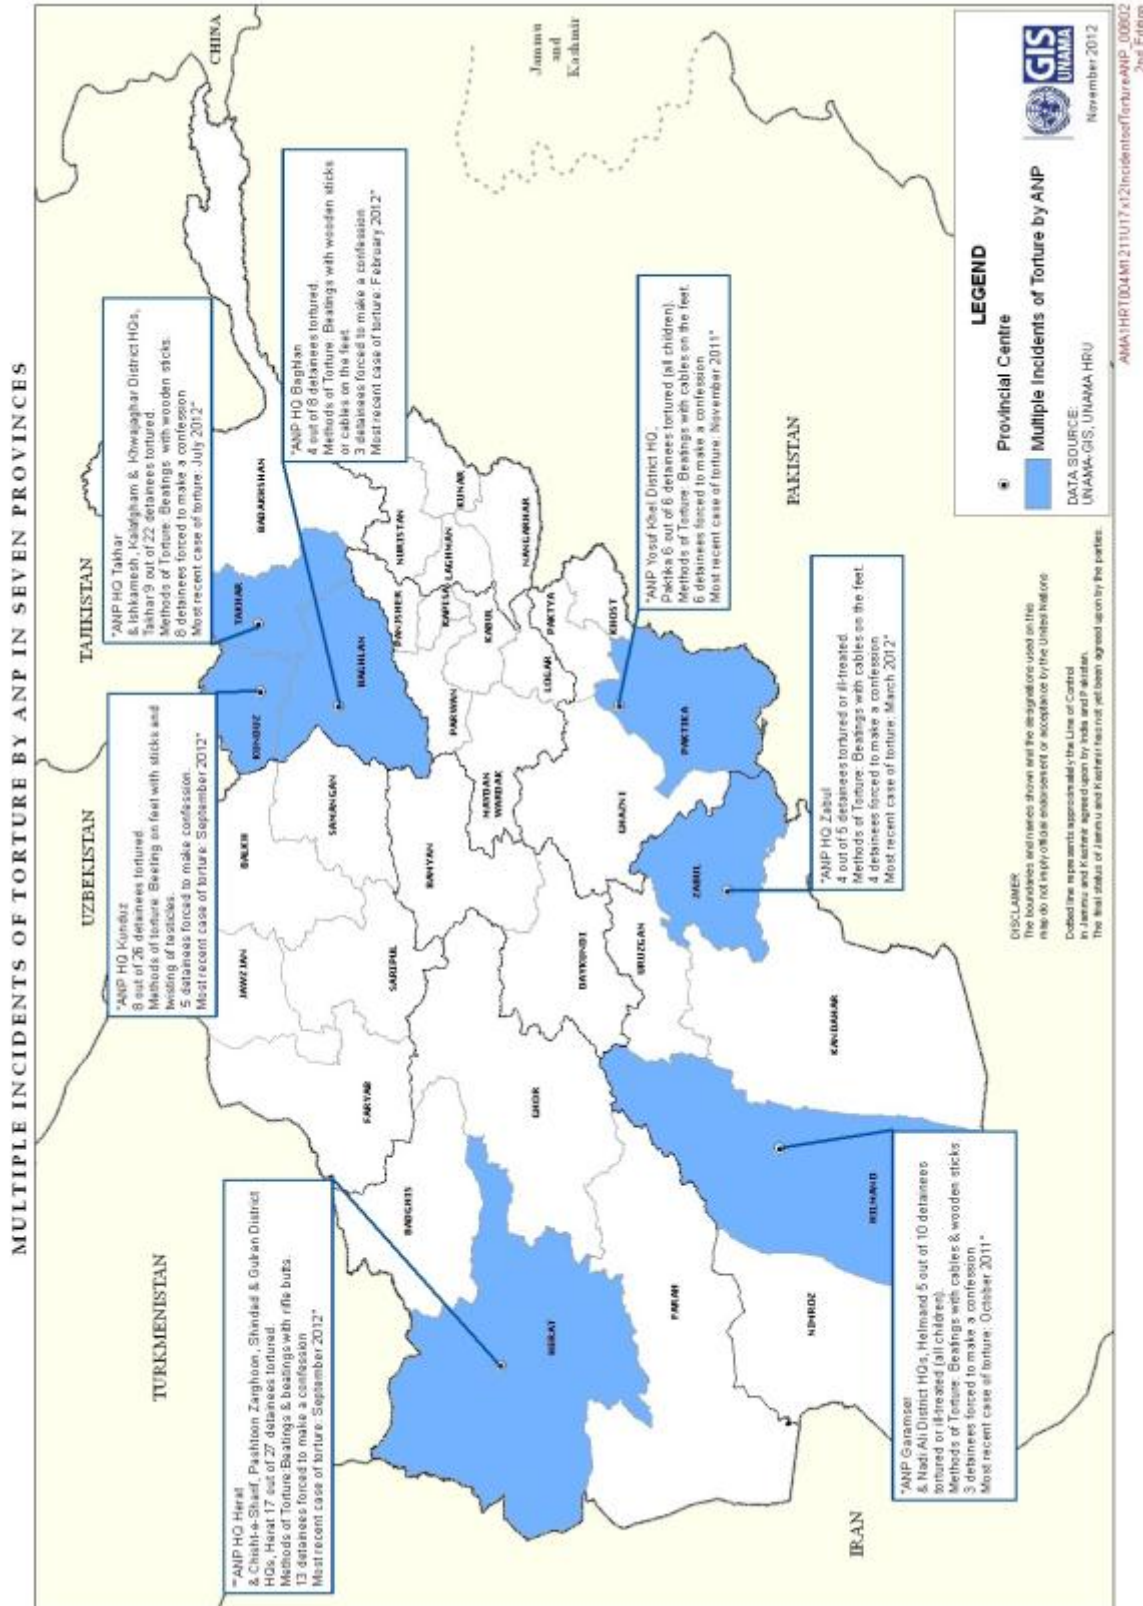 MULTIPLE INCIDENTS OF TORTURE BY ANP IN SEVEN PROVINCES
TURKMENISTAN
UZBEKISTAN
TAJIKISTAN
CHINA
Jammu
and
Kashmir
PAKISTAN
IRAN
"ANP HQ Herat
& Chisht-e-Sharif, Pashtoon Zarghoon, Shindad & Gulran District
HQs, Herat 17 out of 27 detainees tortured.
Methods of Torture:Beatings & beatings with rifle butts.
13 detainees forced to make a confession
Most recent case of torture: September 2012"
"ANP HQ Kunduz
8 out of 26 detainees tortured
Methods of torture: Beeting on feet with sticks and
twisting of testicles.
5 detainees forced to make confession.
Most recent case of torture: September 2012"
"ANP HQ Takhar
& Ishkamesh, Kalafgham & Khwajaghar District HQs,
Takhar 9 out of 22 detainees tortured.
Methods of Torture: Beatings with wooden sticks.
8 detainees forced to make a confession
Most recent case of torture: July 2012"
"ANP HQ Baghlan
4 out of 8 detainees tortured.
Methods of Torture: Beatings with wooden sticks
or cables on the feet.
3 detainees forced to make a confession
Most recent case of torture: February 2012"
"ANP Yosuf Khel District HQ,
Paktika 6 out of 6 detainees tortured (all children).
Methods of Torture: Beatings with cables on the feet.
6 detainees forced to make a confession
Most recent case of torture: November 2011"
"ANP HQ Zabul
4 out of 5 detainees tortured or ill-treated.
Methods of Torture: Beatings with cables on the feet.
4 detainees forced to make a confession
Most recent case of torture: March 2012"
"ANP Garamser
& Nadi Ali District HQs, Helmand 5 out of 10 detainees
tortured or ill-treated (all children).
Methods of Torture: Beatings with cables & wooden sticks.
3 detainees forced to make a confession
Most recent case of torture: October 2011"
HERAT
BADGHIS
FARYAB
JAWZJAN
BALKH
KUNDUZ
TAKHAR
BADAKHSHAN
SARIPUL
SAMANGAN
BAGHLAN
GHOR
BAMYAN
PARWAN
PANJSHER
NURISTAN
KAPISA
LAGHMAN
KUNAR
KABUL
NANGARHAR
MAYDAN
WARDAK
LOGAR
PAKTYA
KHOST
FARAH
DAYKUNDI
URUZGAN
GHAZNI
PAKTIKA
ZABUL
NIMROZ
HILMAND
KANDAHAR
DISCLAIMER
The boundaries and names shown and the designations used on this
map do not imply official endorsement or acceptance by the United Nations
Dotted line represents approximately the Line of Control
in Jammu and Kashmir agreed upon by India and Pakistan.
The final status of Jammu and Kashmir has not yet been agreed upon by the parties.
LEGEND
Provincial Centre
Multiple Incidents of Torture by ANP
DATA SOURCE:
UNAMA-GIS, UNAMA HRU
GIS
UNAMA
November 2012
2nd Edition